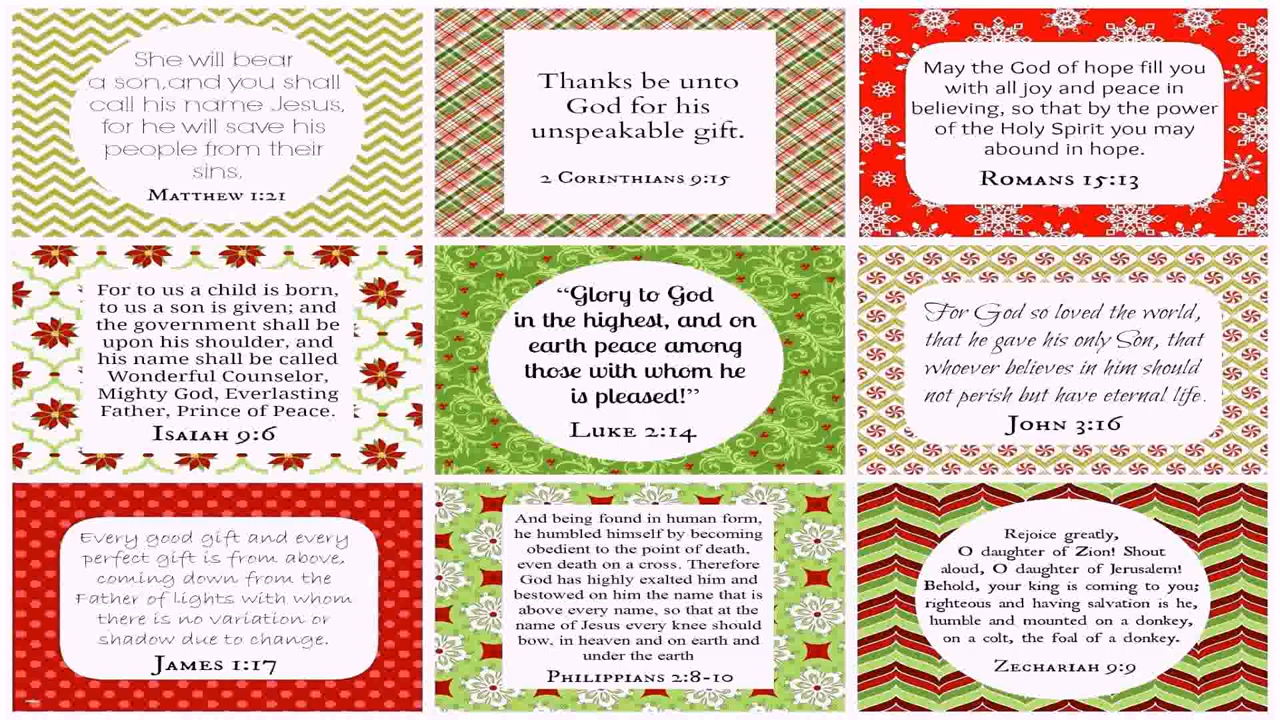 She will bear
a son, and you shall
call his name Jesus,
for he will save his
people from their
sins.
Matthew 1:21
Thanks be unto
God for his
unspeakable gift.
2 Corinthians 9:15
May the God of hope fill you
with all joy and peace in
believing, so that by the power
of the Holy Spirit you may
abound in hope.
Romans 15:13
For to us a child is born,
to us a son is given; and
the government shall be
upon his shoulder, and
his name shall be called
Wonderful Counselor,
Mighty God, Everlasting
Father, Prince of Peace.
Isaiah 9:6
“Glory to God
in the highest, and on
earth peace among
those with whom he
is pleased!”
Luke 2:14
For God so loved the world,
that he gave his only Son, that
whoever believes in him should
not perish but have eternal life.
John 3:16
Every good gift and every
perfect gift is from above,
coming down from the
Father of lights with whom
there is no variation or
shadow due to change.
James 1:17
And being found in human form,
he humbled himself by becoming
obedient to the point of death,
even death on a cross. Therefore
God has highly exalted him and
bestowed on him the name that is
above every name, so that at the
name of Jesus every knee should
bow, in heaven and on earth and
under the earth
Philippians 2:8-10
Rejoice greatly,
O daughter of Zion! Shout
aloud, O daughter of Jerusalem!
Behold, your king is coming to you;
righteous and having salvation is he,
humble and mounted on a donkey,
on a colt, the foal of a donkey.
Zechariah 9:9